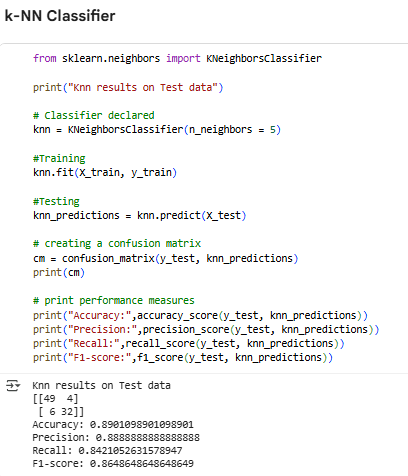 k-NN Classifier
from sklearn.neighbors import KNeighborsClassifier
print("Knn results on Test data")
# Classifier declared
knn = KNeighborsClassifier(n_neighbors = 5)
#Training
knn.fit(X_train, y_train)
#Testing
knn_predictions = knn.predict(X_test)
# creating a confusion matrix
cm = confusion_matrix(y_test, knn_predictions)
print(cm)
# print performance measures
print("Accuracy:",accuracy_score(y_test, knn_predictions))
print("Precision:",precision_score(y_test, knn_predictions))
print("Recall:",recall_score(y_test, knn_predictions))
print("F1-score:",f1_score(y_test, knn_predictions))
Knn results on Test data
[[49  4]
 [ 6 32]]
Accuracy: 0.8901098901098901
Precision: 0.8888888888888888
Recall: 0.8421052631578947
F1-score: 0.8648648648648649